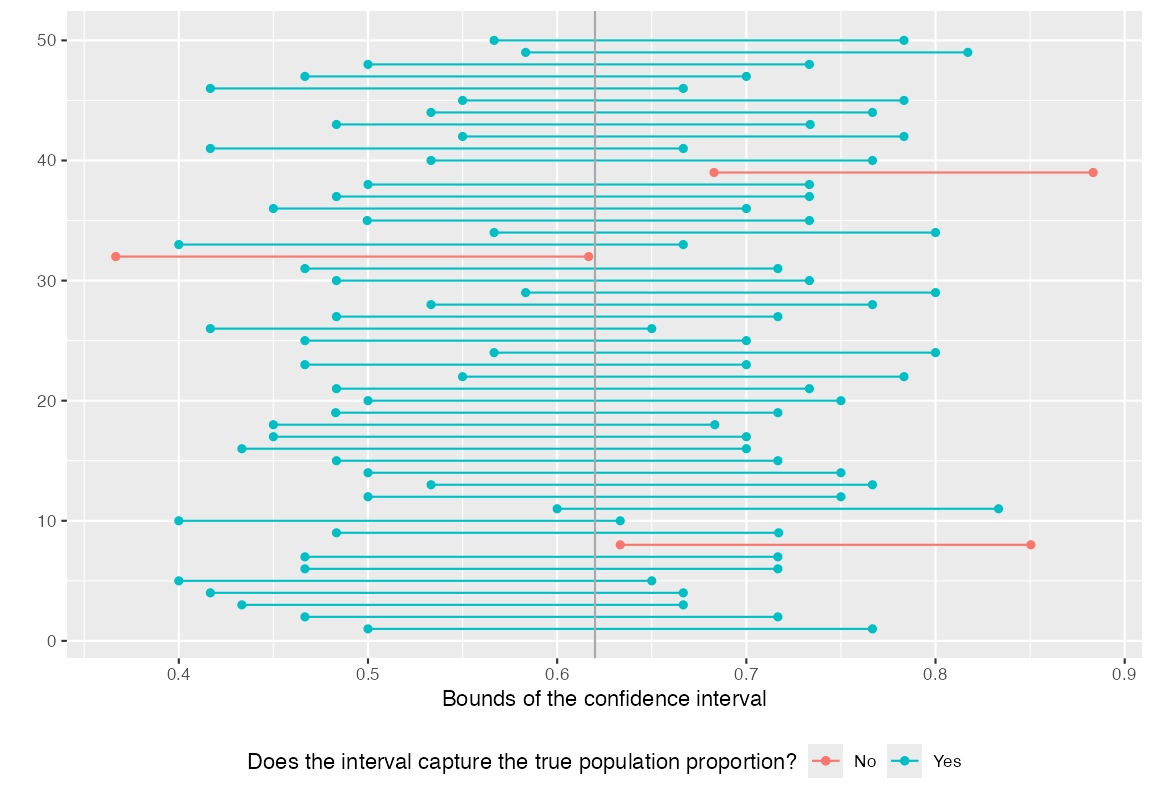 50
40
30
20
10
0
0.4 0.5 0.6 0.7 0.8 0.9
Bounds of the confidence interval
Does the interval capture the true population proportion? No Yes